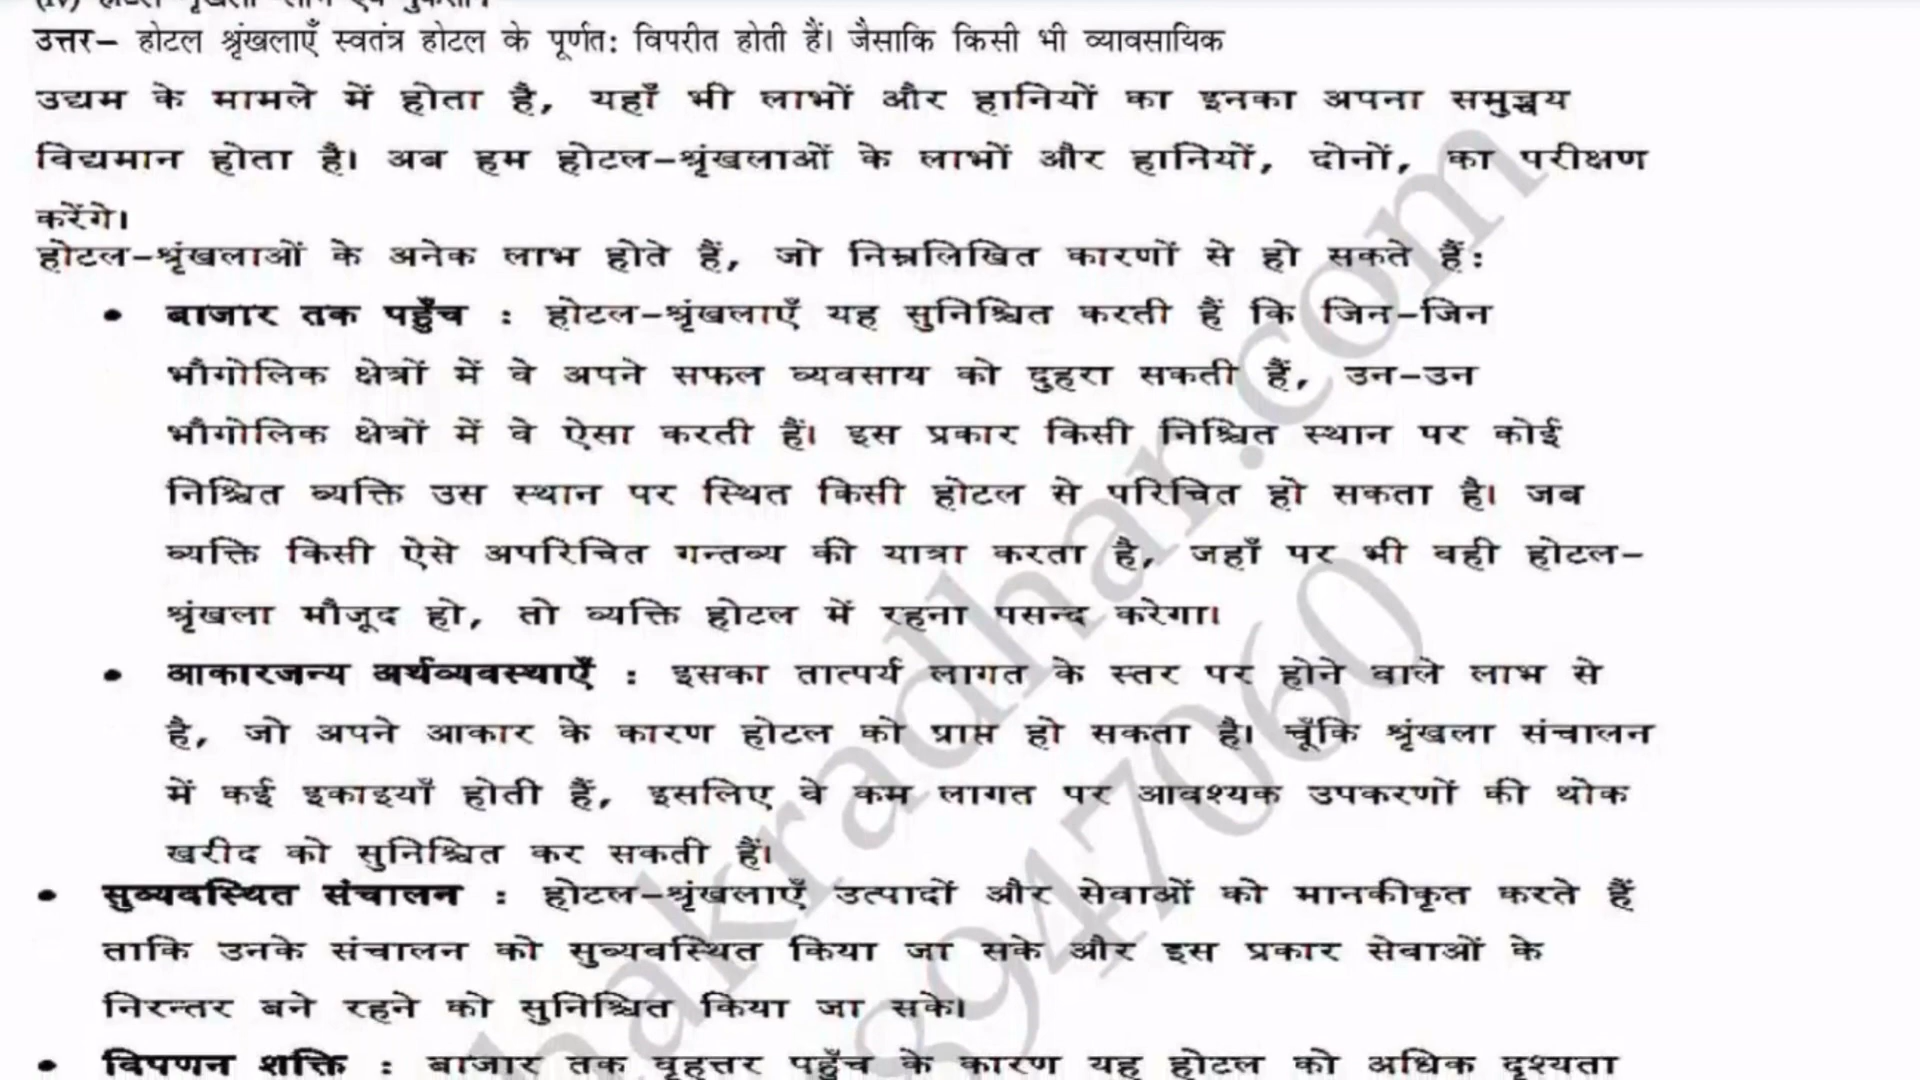 उत्तर– होटल श्रृंखलाएँ स्वतंत्र होटल के पूर्णत: विपरीत होती हैं। जैसाकि किसी भी व्यावसायिक
उद्यम के मामले में होता है, यहाँ भी लाभों और हानियों का इनका अपना समुच्चय
विद्यमान होता है। अब हम होटल–श्रृंखलाओं के लाभों और हानियों, दोनों, का परीक्षण
करेंगे।
होटल–श्रृंखलाओं के अनेक लाभ होते हैं, जो निम्नलिखित कारणों से हो सकते हैं:
• बाजार तक पहुँच : होटल–श्रृंखलाएँ यह सुनिश्चित करती हैं कि जिन–जिन
भौगोलिक क्षेत्रों में वे अपने सफल व्यवसाय को दुहरा सकती हैं, उन–उन
भौगोलिक क्षेत्रों में वे ऐसा करती हैं। इस प्रकार किसी निश्चित स्थान पर कोई
निश्चित व्यक्ति उस स्थान पर स्थित किसी होटल से परिचित हो सकता है। जब
व्यक्ति किसी ऐसे अपरिचित गन्तव्य की यात्रा करता है, जहाँ पर भी वही होटल–
श्रृंखला मौजूद हो, तो व्यक्ति होटल में रहना पसन्द करेगा।
• आकारजन्य अर्थव्यवस्थाएँ : इसका तात्पर्य लागत के स्तर पर होने वाले लाभ से
है, जो अपने आकार के कारण होटल को प्राप्त हो सकता है। चूँकि श्रृंखला संचालन
में कई इकाइयाँ होती हैं, इसलिए वे कम लागत पर आवश्यक उपकरणों की थोक
खरीद को सुनिश्चित कर सकती हैं।
• सुव्यवस्थित संचालन : होटल–श्रृंखलाएँ उत्पादों और सेवाओं को मानकीकृत करते हैं
ताकि उनके संचालन को सुव्यवस्थित किया जा सके और इस प्रकार सेवाओं के
निरन्तर बने रहने को सुनिश्चित किया जा सके।
• विपणन शक्ति : बाजार तक वृहत्तर पहुँच के कारण यह होटल को अधिक दृश्यता
hakradhar.com
8947060